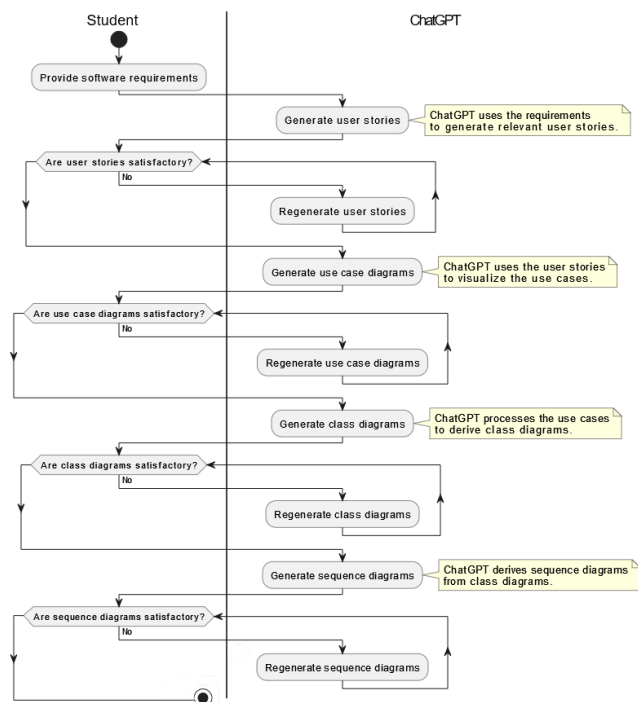 Student
ChatGPT
Provide software requirements
Generate user stories
ChatGPT uses the requirements
to generate relevant user stories.
Are user stories satisfactory?
No
Regenerate user stories
Generate use case diagrams
ChatGPT uses the user stories
to visualize the use cases.
Are use case diagrams satisfactory?
No
Regenerate use case diagrams
Generate class diagrams
ChatGPT processes the use cases
to derive class diagrams.
Are class diagrams satisfactory?
No
Regenerate class diagrams
Generate sequence diagrams
ChatGPT derives sequence diagrams
from class diagrams.
Are sequence diagrams satisfactory?
No
Regenerate sequence diagrams